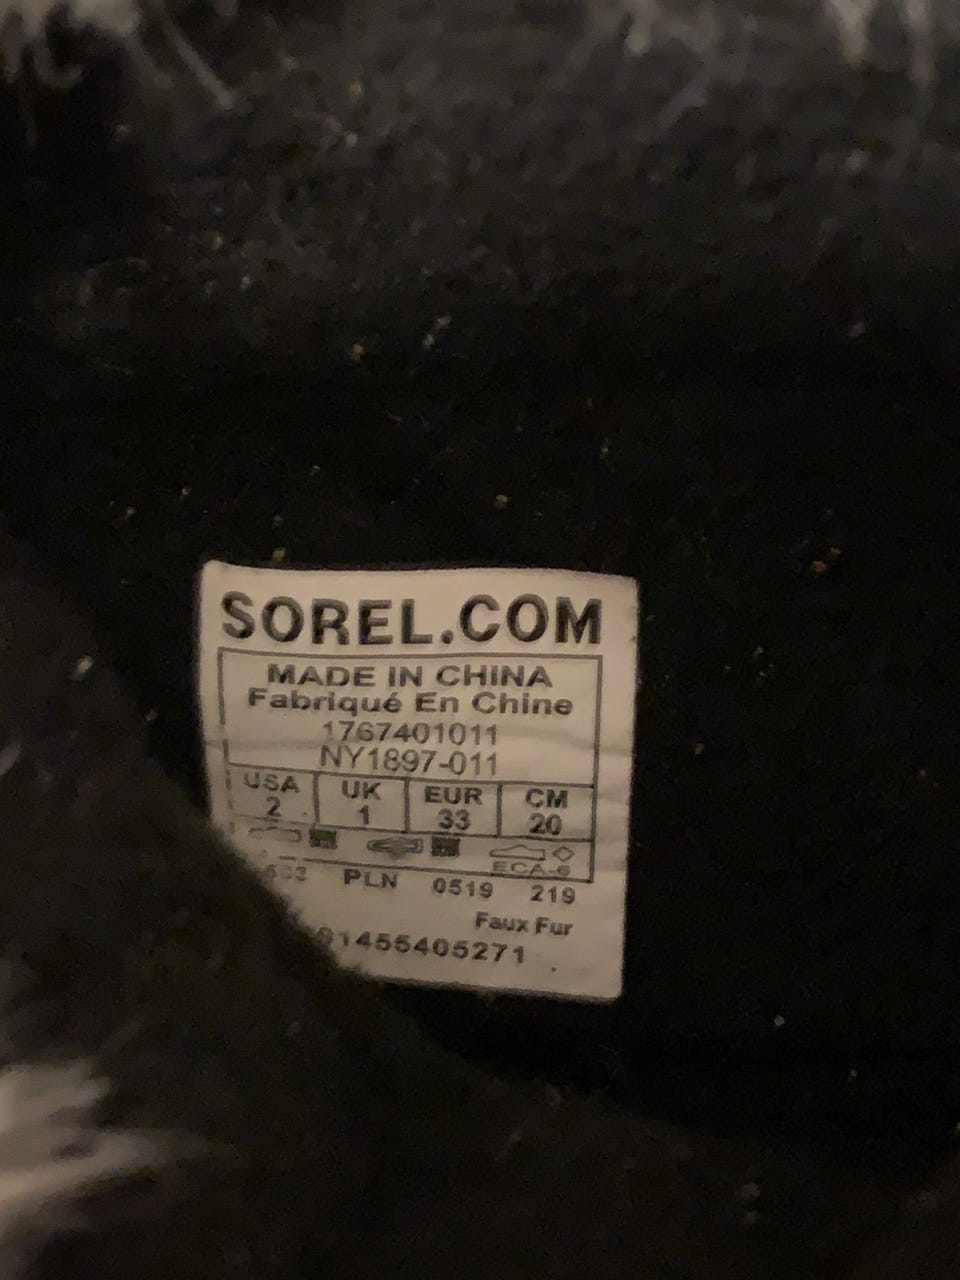 SOREL.COM
MADE IN CHINA
Fabriqué En Chine
1767401011
NY1897-011
USA UK EUR CM
2 1 33 20
ECA-6
PLN 0519 219
Faux Fur
91455405271